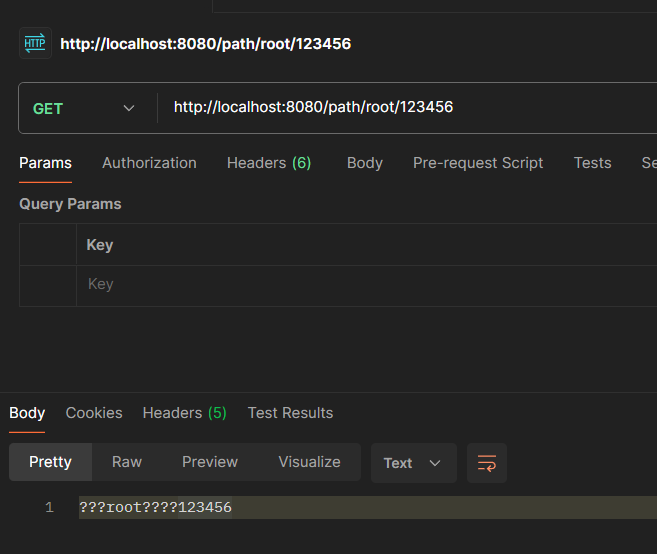 HTTP http://localhost:8080/path/root/123456
GET http://localhost:8080/path/root/123456
Params Authorization Headers (6) Body Pre-request Script Tests Se
Query Params
Key
Key
Body Cookies Headers (5) Test Results
Pretty Raw Preview Visualize Text
1 ???root????123456